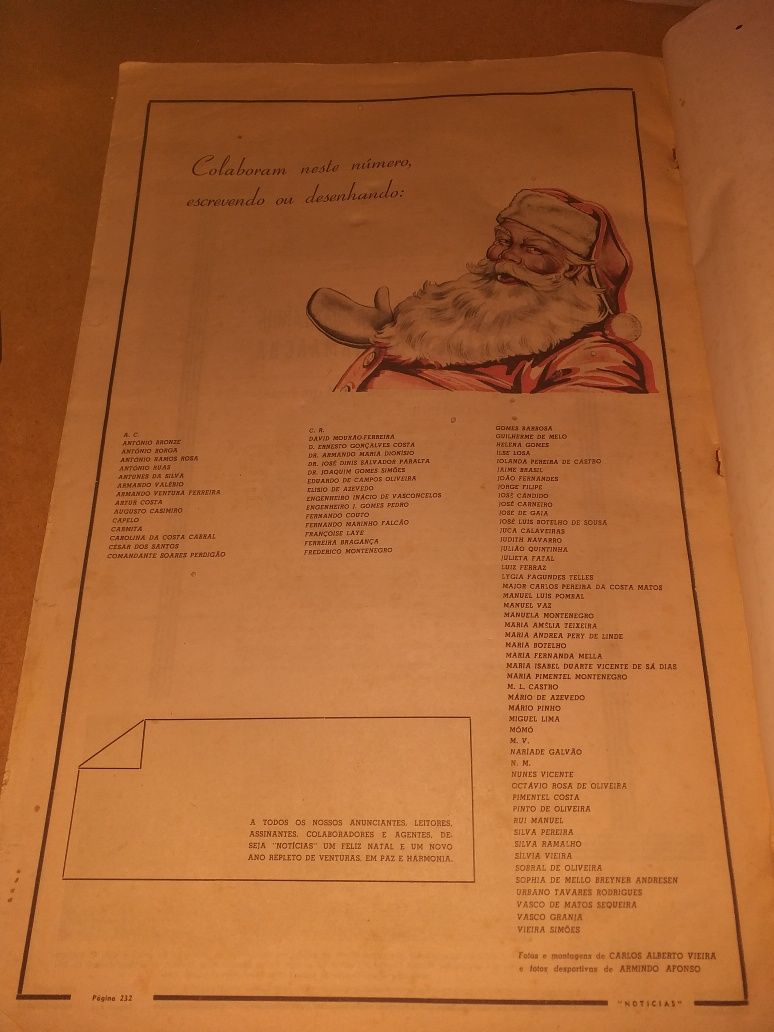 Colaboram neste número,
escrevendo ou desenhando:
A. C.
ANTÓNIO BRONZE
ANTÓNIO BORGA
ANTÓNIO RAMOS ROSA
ANTÓNIO RUAS
ANTUNES DA SILVA
ARMANDO VALÉRIO
ARMANDO VENTURA FERREIRA
ARTUR COSTA
AUGUSTO CASIMIRO
CAPELO
CARMITA
CAROLINA DA COSTA CABRAL
CÉSAR DOS SANTOS
COMANDANTE SOARES PERDIGÃO
C. R.
DAVID MOURÃO-FERREIRA
D. ERNESTO GONÇALVES COSTA
DR. ARMANDO MARIA DIONÍSIO
DR. JOSÉ DINIS SALVADOR PARALTA
DR. JOAQUIM GOMES SIMÕES
EDUARDO DE CAMPOS OLIVEIRA
ELISIO DE AZEVEDO
ENGENHEIRO INÁCIO DE VASCONCELOS
ENGENHEIRO J. GOMES PEDRO
FERNANDO COUTO
FERNANDO MARINHO FALCÃO
FRANÇOISE LAYE
FERREIRA BRAGANÇA
FREDERICO MONTENEGRO
GOMES BARBOSA
GUILHERME DE MELO
HELENA GOMES
ILSE LOSA
IOLANDA PEREIRA DE CASTRO
JAIME BRASIL
JOÃO FERNANDES
JORGE FILIPE
JOSÉ CÂNDIDO
JOSÉ CARNEIRO
JOSÉ DE GAIA
JOSÉ LUIS BOTELHO DE SOUSA
JUCA CALAVEIRAS
JUDITH NAVARRO
JULIÃO QUINTINHA
JULIETA FATAL
LUIZ FERRAZ
LYGIA FAGUNDES TELLES
MAJOR CARLOS PEREIRA DA COSTA MATOS
MANUEL LUÍS POMBAL
MANUEL VAZ
MANUELA MONTENEGRO
MARIA AMÉLIA TEIXEIRA
MARIA ANDREA PERY DE LINDE
MARIA BOTELHO
MARIA FERNANDA MELLA
MARIA ISABEL DUARTE VICENTE DE SÁ DIAS
MARIA PIMENTEL MONTENEGRO
M. L. CASTRO
MÁRIO DE AZEVEDO
MÁRIO PINHO
MIGUEL LIMA
MÓMÓ
M. V.
NARÍADE GALVÃO
N. M.
NUNES VICENTE
OCTÁVIO ROSA DE OLIVEIRA
PIMENTEL COSTA
PINTO DE OLIVEIRA
RUI MANUEL
SILVA PEREIRA
SILVA RAMALHO
SÍLVIA VIEIRA
SOBRAL DE OLIVEIRA
SOPHIA DE MELLO BREYNER ANDRESEN
URBANO TAVARES RODRIGUES
VASCO DE MATOS SEQUEIRA
VASCO GRANJA
VIEIRA SIMÕES
Fotos e montagens de CARLOS ALBERTO VIEIRA
e fotos desportivas de ARMINDO AFONSO
A TODOS OS NOSSOS ANUNCIANTES, LEITORES,
ASSINANTES, COLABORADORES E AGENTES, DE-
SEJA "NOTÍCIAS" UM FELIZ NATAL E UM NOVO
ANO REPLETO DE VENTURAS, EM PAZ E HARMONIA.
Página 232
"NOTÍCIAS"